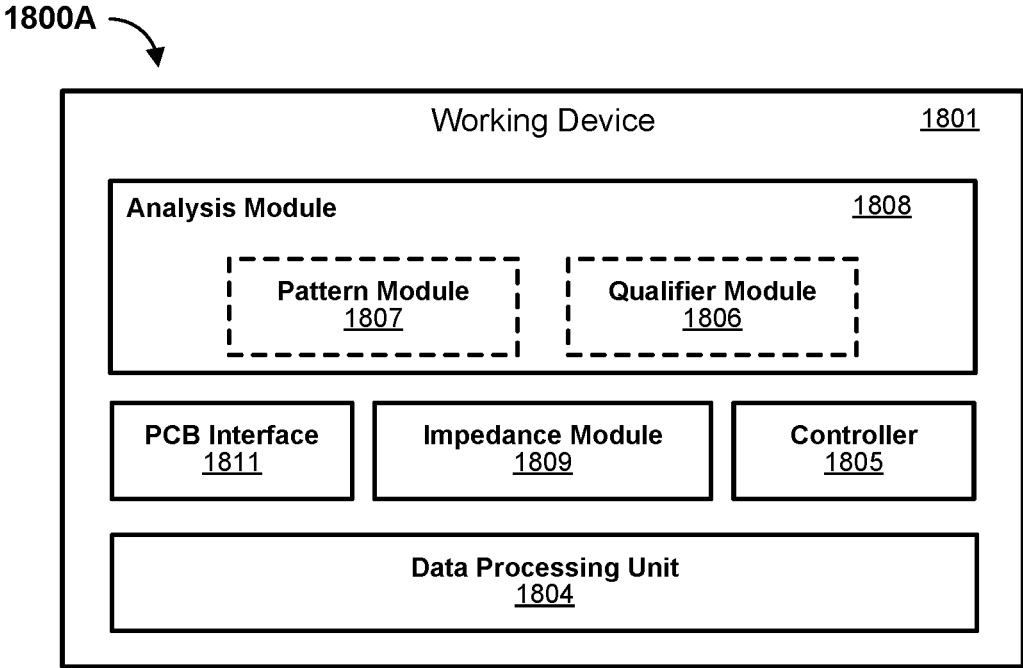 1800A
Working Device 1801
Analysis Module 1808
Pattern Module Qualifier Module
1807 1806
PCB Interface Impedance Module Controller
1811 1809 1805
Data Processing Unit
1804